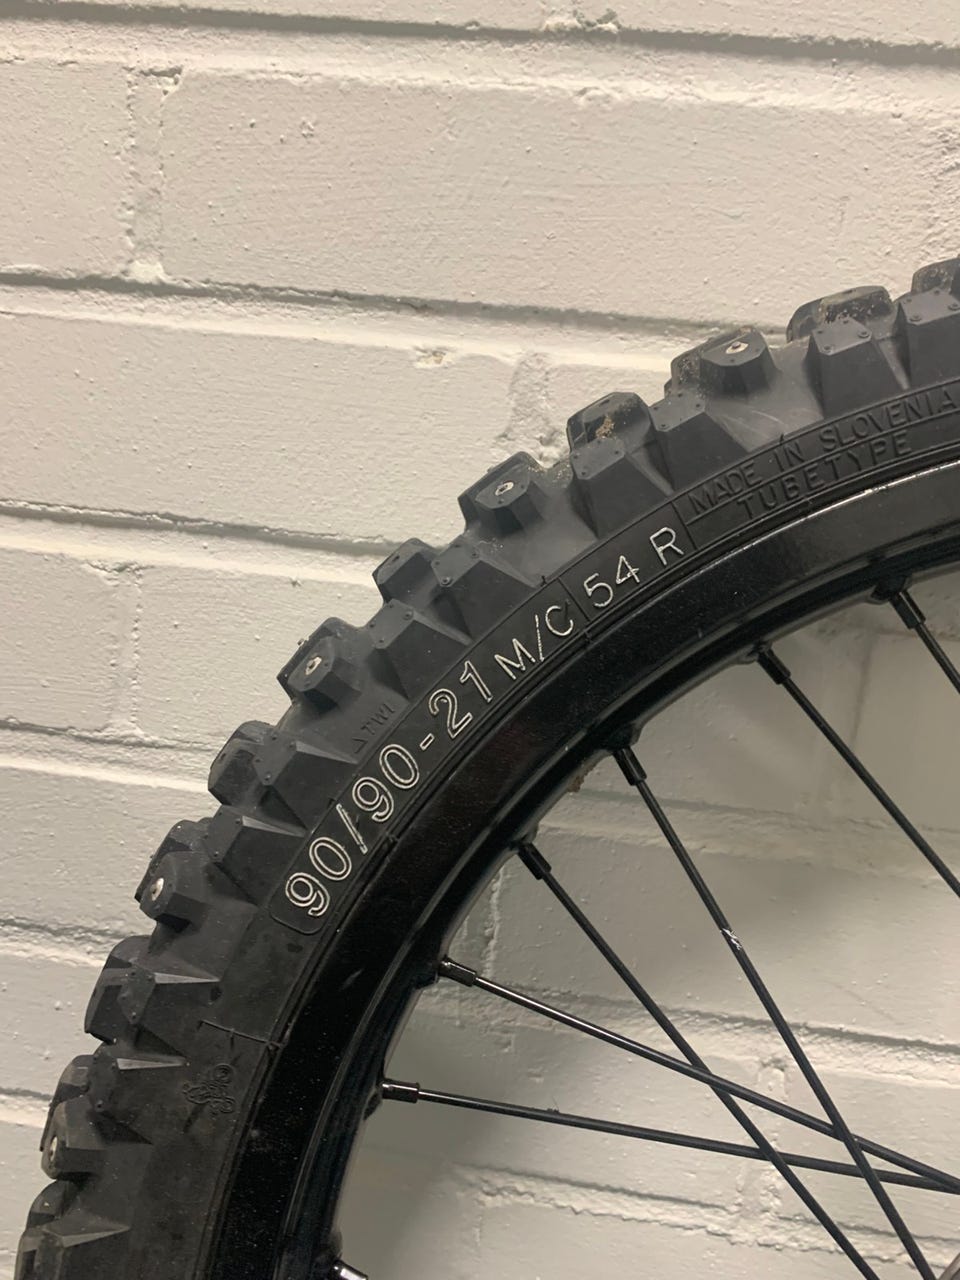 90/90-21 M/C 54 R
MADE IN SLOVENIA
TUBETYPE
△TWI